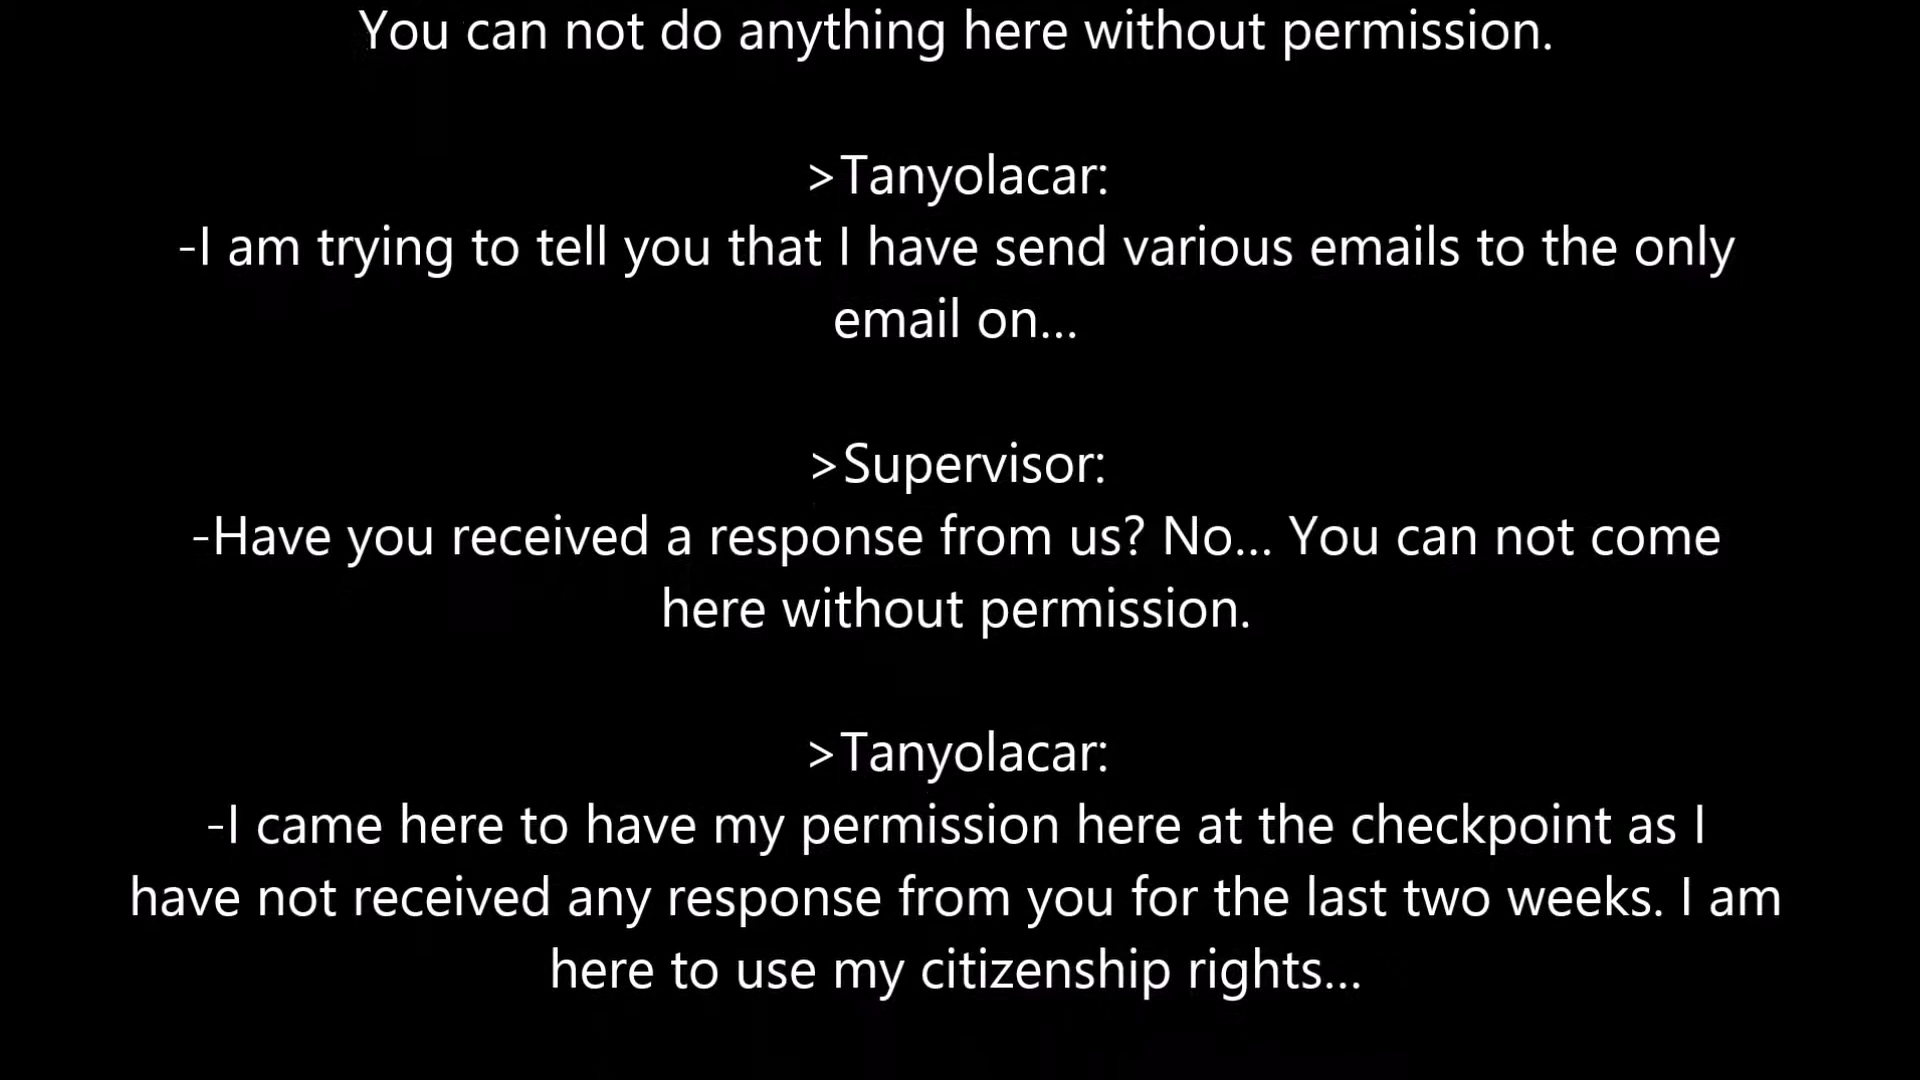 You can not do anything here without permission.
>Tanyolacar:
-I am trying to tell you that I have send various emails to the only
email on...
>Supervisor:
-Have you received a response from us? No... You can not come
here without permission.
>Tanyolacar:
-I came here to have my permission here at the checkpoint as I
have not received any response from you for the last two weeks. I am
here to use my citizenship rights...